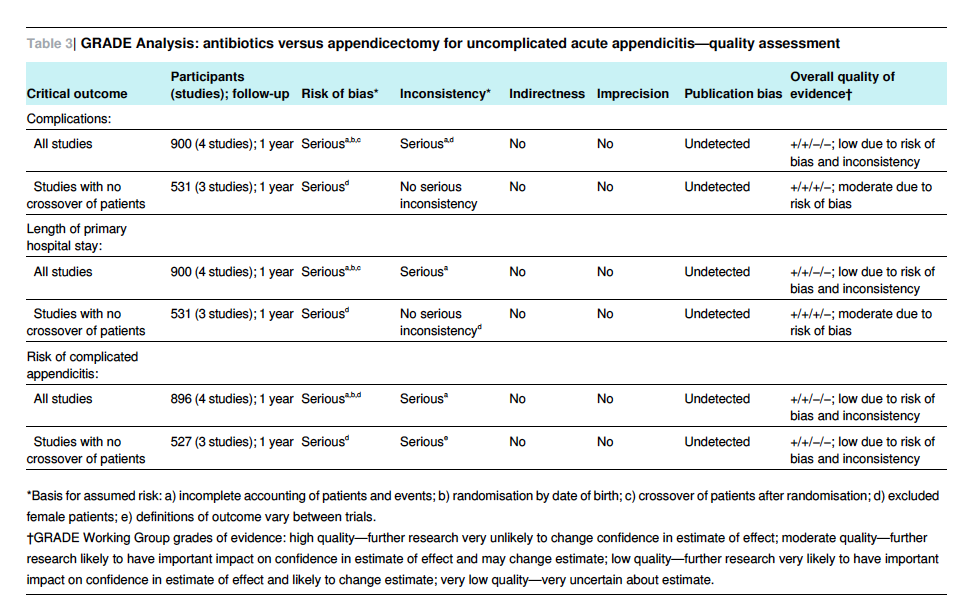 Table 3| GRADE Analysis: antibiotics versus appendicectomy for uncomplicated acute appendicitis—quality assessment
Critical outcome Participants (studies); follow-up Risk of bias* Inconsistency* Indirectness Imprecision Publication bias Overall quality of evidence†
Complications:
All studies 900 (4 studies); 1 year Serious^a,b,c Serious^a,d No No Undetected +/+/−/−; low due to risk of bias and inconsistency
Studies with no crossover of patients 531 (3 studies); 1 year Serious^d No serious inconsistency No No Undetected +/+/+/−; moderate due to risk of bias
Length of primary hospital stay:
All studies 900 (4 studies); 1 year Serious^a,b,c Serious^a No No Undetected +/+/−/−; low due to risk of bias and inconsistency
Studies with no crossover of patients 531 (3 studies); 1 year Serious^d No serious inconsistency^d No No Undetected +/+/+/−; moderate due to risk of bias
Risk of complicated appendicitis:
All studies 896 (4 studies); 1 year Serious^a,b,d Serious^a No No Undetected +/+/−/−; low due to risk of bias and inconsistency
Studies with no crossover of patients 527 (3 studies); 1 year Serious^d Serious^e No No Undetected +/+/−/−; low due to risk of bias and inconsistency
*Basis for assumed risk: a) incomplete accounting of patients and events; b) randomisation by date of birth; c) crossover of patients after randomisation; d) excluded
female patients; e) definitions of outcome vary between trials.
†GRADE Working Group grades of evidence: high quality—further research very unlikely to change confidence in estimate of effect; moderate quality—further
research likely to have important impact on confidence in estimate of effect and may change estimate; low quality—further research very likely to have important
impact on confidence in estimate of effect and likely to change estimate; very low quality—very uncertain about estimate.